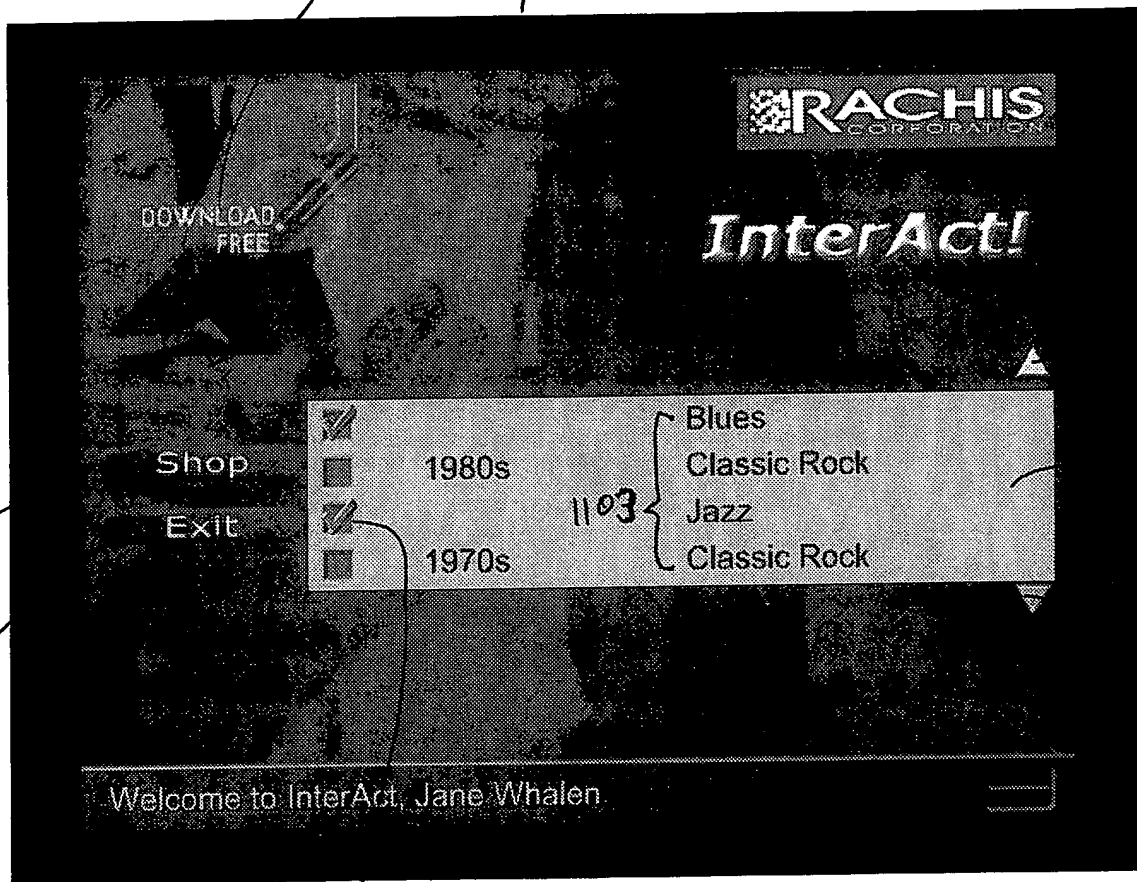 RACHIS
CORPORATION
DOWNLOAD
FREE
InterAct!
Blues
Shop
1980s Classic Rock
1103 Jazz
Exit
1970s Classic Rock
Welcome to InterAct, Jane Whalen